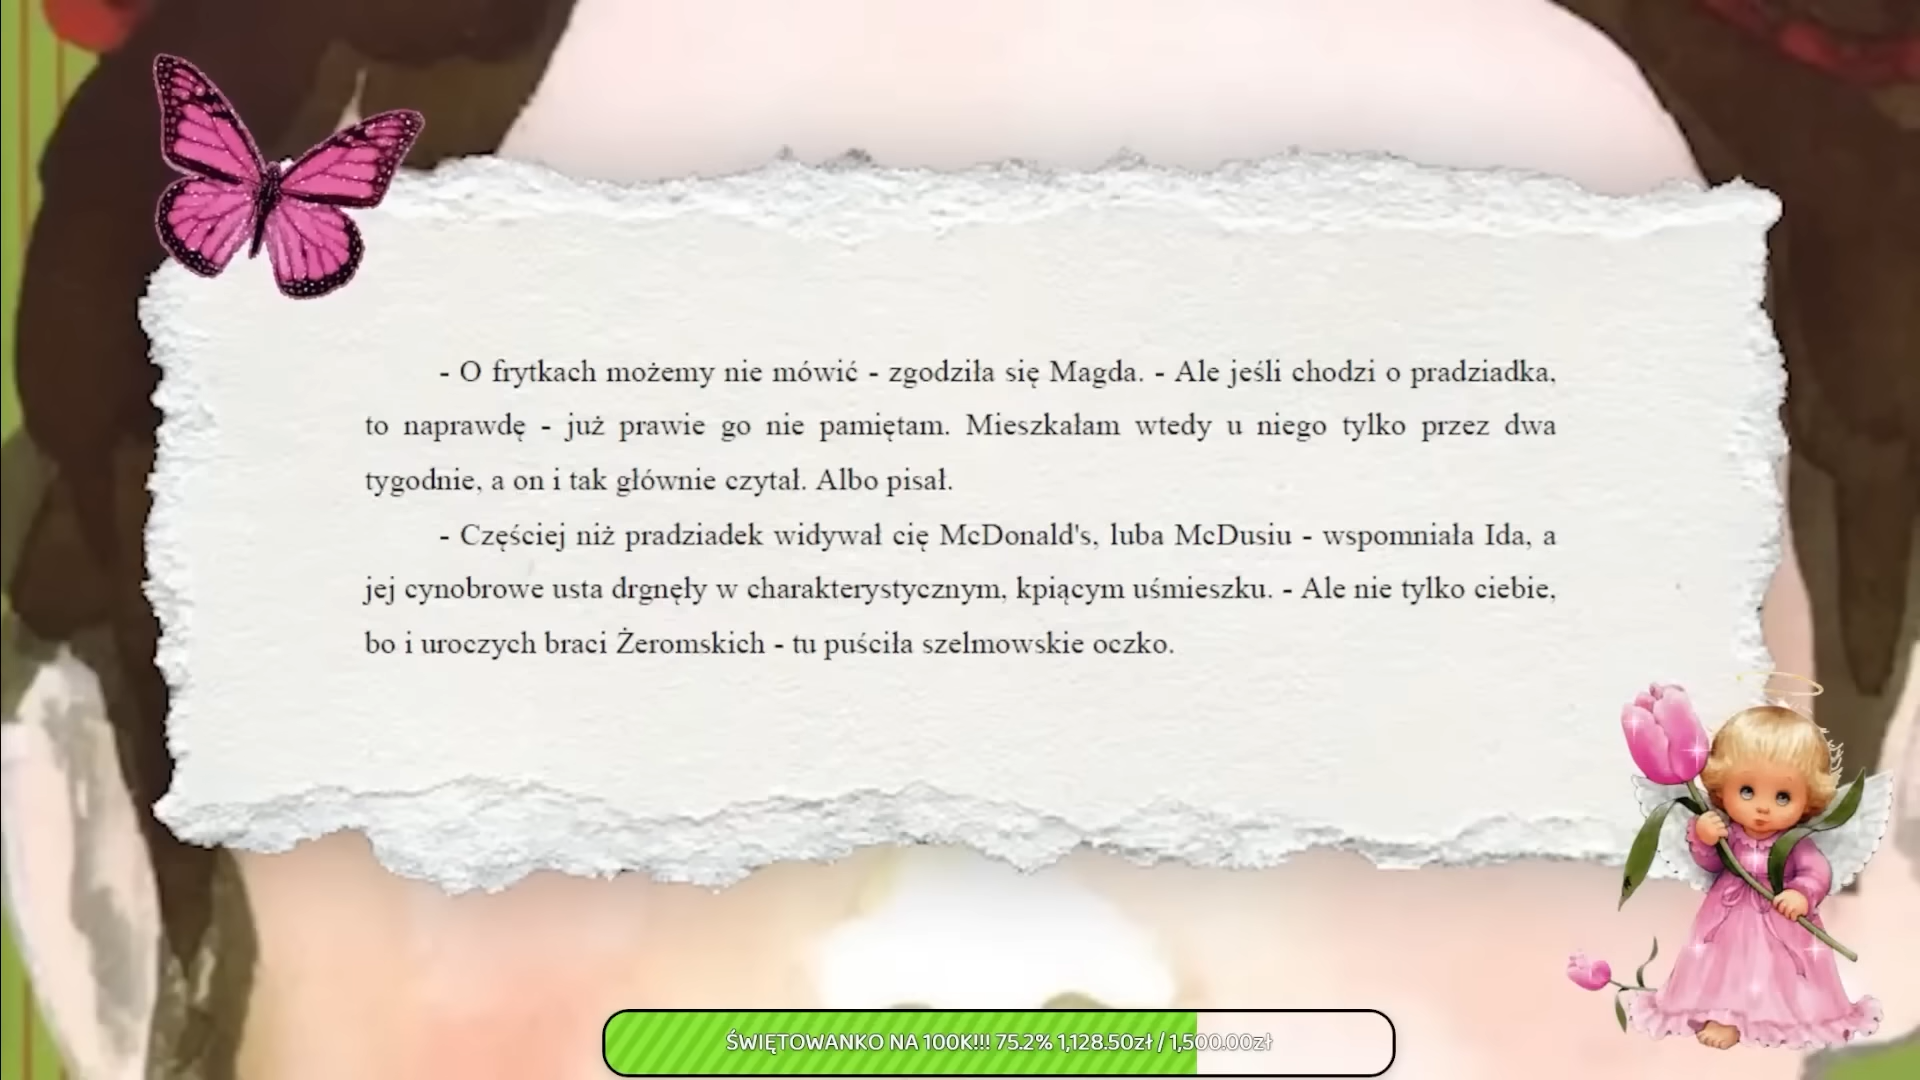 - O frytkach możemy nie mówić - zgodziła się Magda. - Ale jeśli chodzi o pradziadka,
to naprawdę - już prawie go nie pamiętam. Mieszkałam wtedy u niego tylko przez dwa
tygodnie, a on i tak głównie czytał. Albo pisał.
- Częściej niż pradziadek widywał cię McDonald's, luba McDusiu - wspomniała Ida, a
jej cynobrowe usta drgnęły w charakterystycznym, kpiącym uśmieszku. - Ale nie tylko ciebie,
bo i uroczych braci Żeromskich - tu puściła szelmowskie oczko.
ŚWIĘTOWANKO NA 100K!!! 75.2% 1,128.50zł / 1,500.00zł